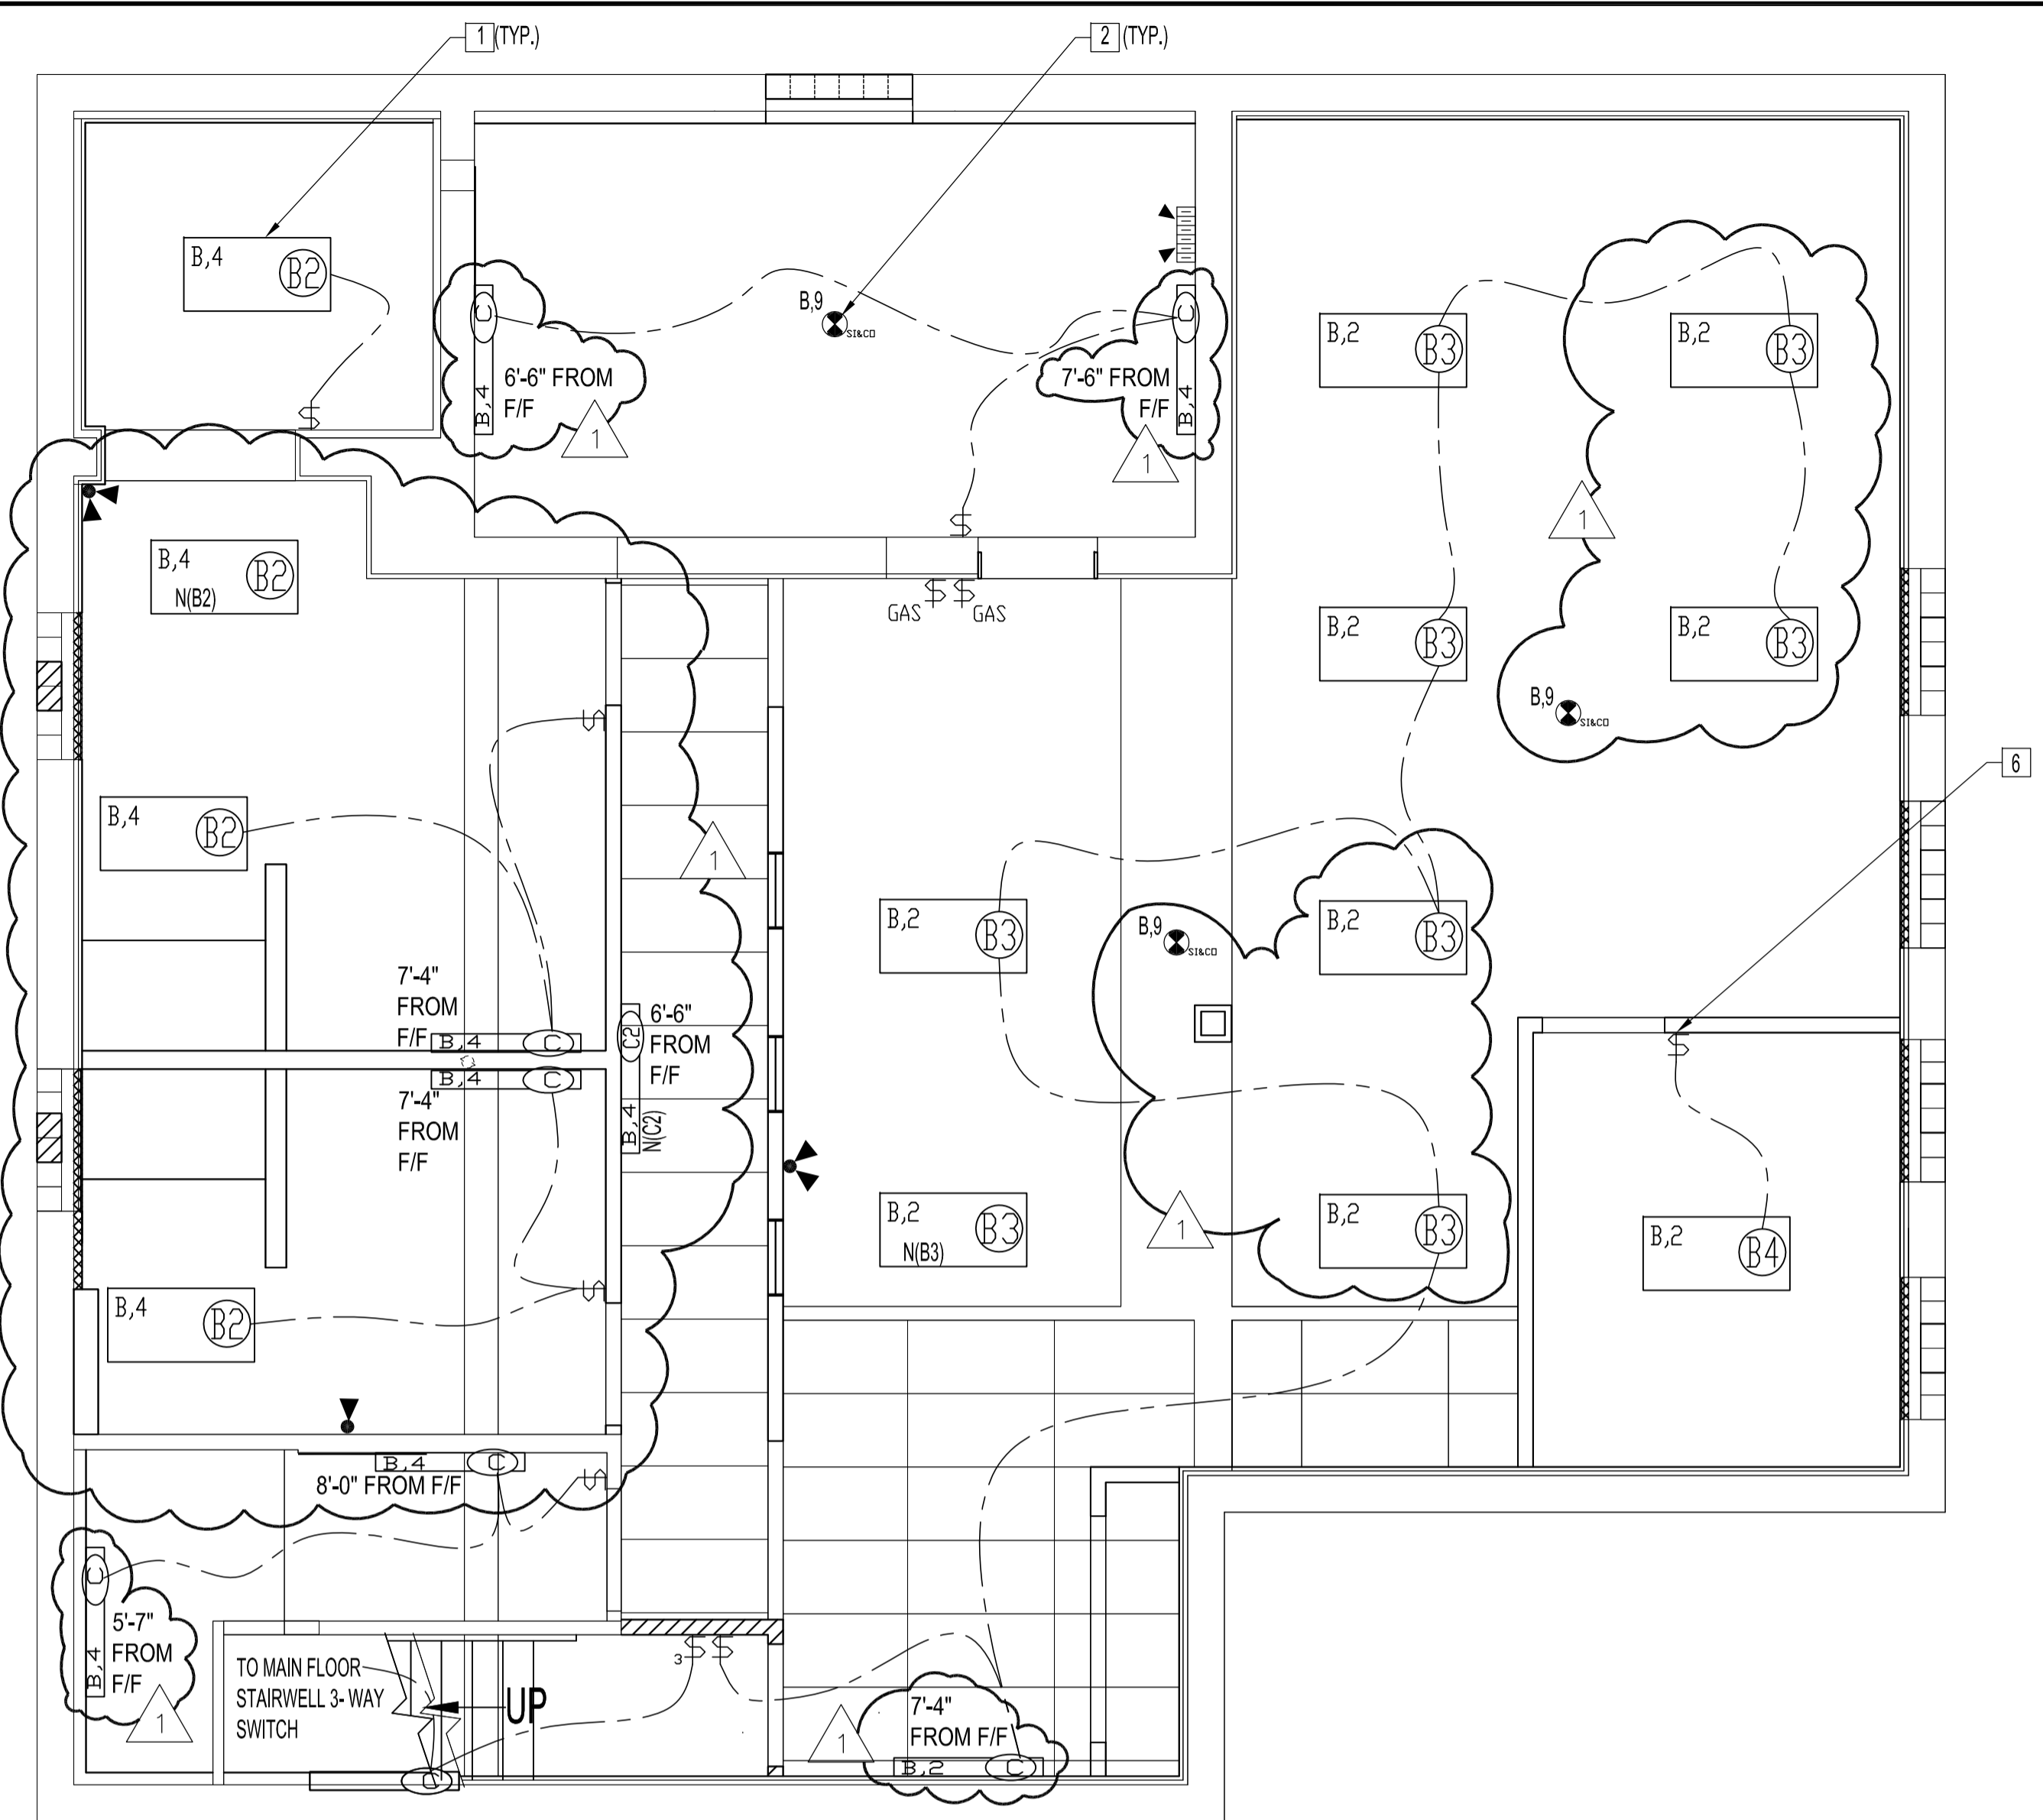 1 (TYP.)
2 (TYP.)
B,4 B2
B,9
SI&CO
C
B,4
6'-6" FROM
F/F
1
C
B,4
7'-6" FROM
F/F
1
B,2 B3
B,2 B3
1
B,4 B2
N(B2)
GAS
GAS
B,2 B3
B,2 B3
B,9
SI&CO
6
B,4 B2
1
B,2 B3
B,9
SI&CO
B,2 B3
7'-4"
FROM
F/F
B,4 C
B,4 C
7'-4"
FROM
F/F
C2
B,4
N(C2)
6'-6"
FROM
F/F
B,2 B3
N(B3)
1
B,2 B3
B,2 B4
B,4 B2
B,4 C
8'-0" FROM F/F
C
B,4
5'-7"
FROM
F/F
1
TO MAIN FLOOR
STAIRWELL 3- WAY
SWITCH
UP
3
C
1
7'-4"
FROM F/F
B,2 C